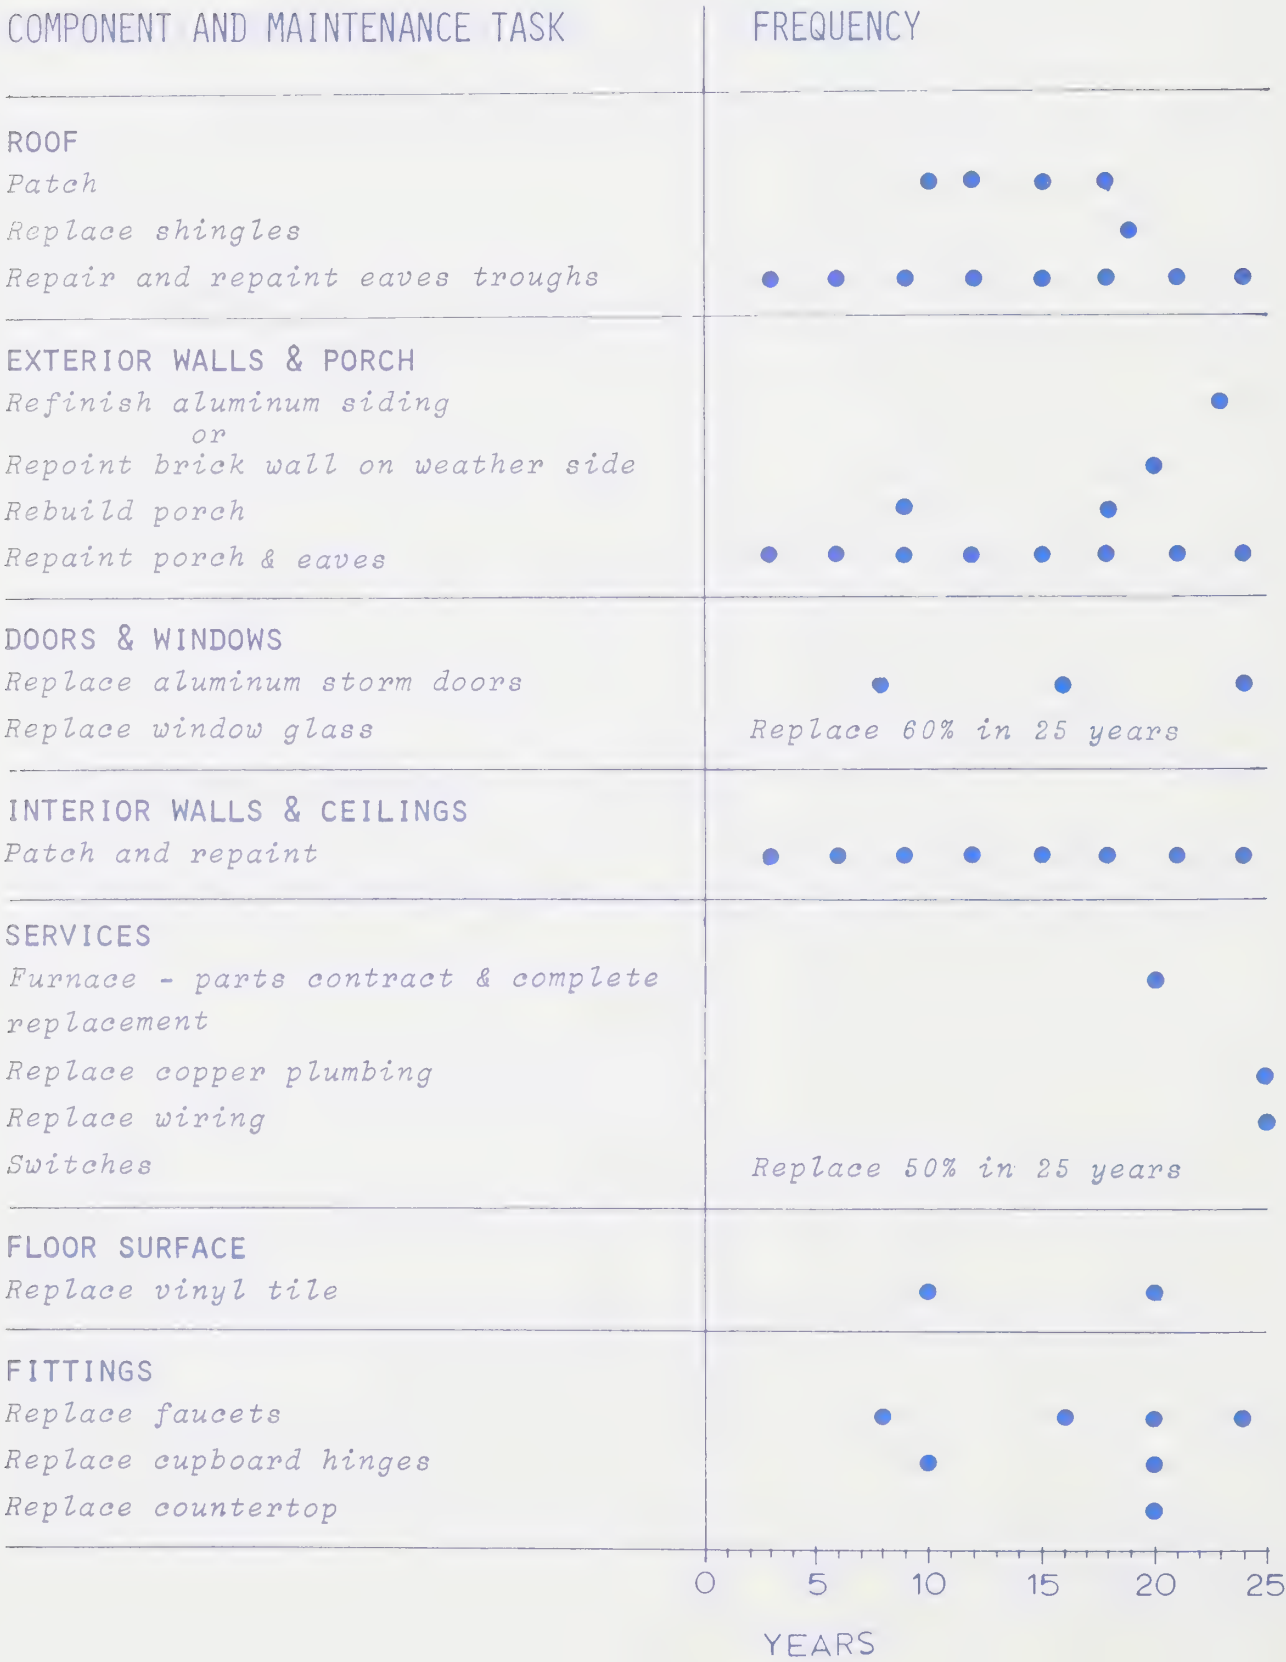 COMPONENT AND MAINTENANCE TASK FREQUENCY
ROOF
Patch
Replace shingles
Repair and repaint eaves troughs
EXTERIOR WALLS & PORCH
Refinish aluminum siding
or
Repoint brick wall on weather side
Rebuild porch
Repaint porch & eaves
DOORS & WINDOWS
Replace aluminum storm doors
Replace window glass Replace 60% in 25 years
INTERIOR WALLS & CEILINGS
Patch and repaint
SERVICES
Furnace - parts contract & complete
replacement
Replace copper plumbing
Replace wiring
Switches Replace 50% in 25 years
FLOOR SURFACE
Replace vinyl tile
FITTINGS
Replace faucets
Replace cupboard hinges
Replace countertop
0 5 10 15 20 25
YEARS